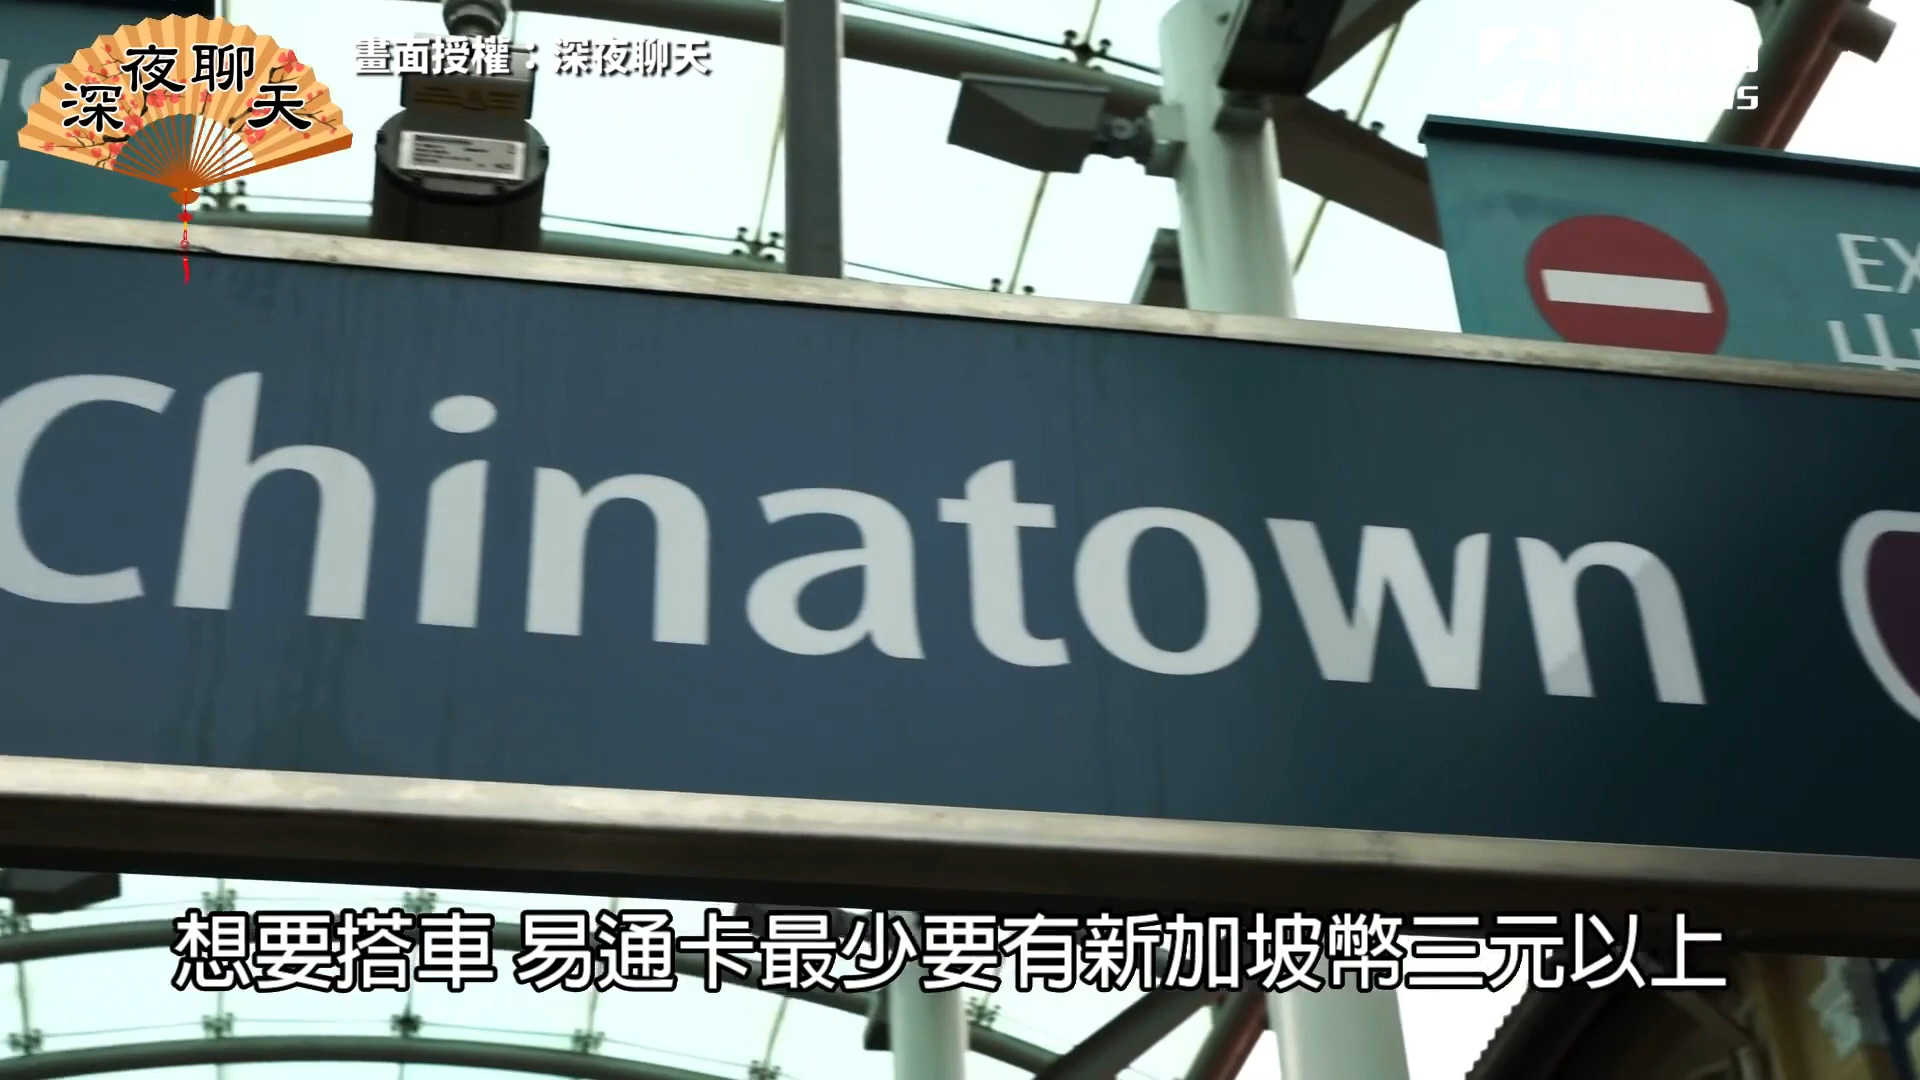 深夜聊天
畫面授權：深夜聊天
Chinatown
想要搭車 易通卡最少要有新加坡幣三元以上